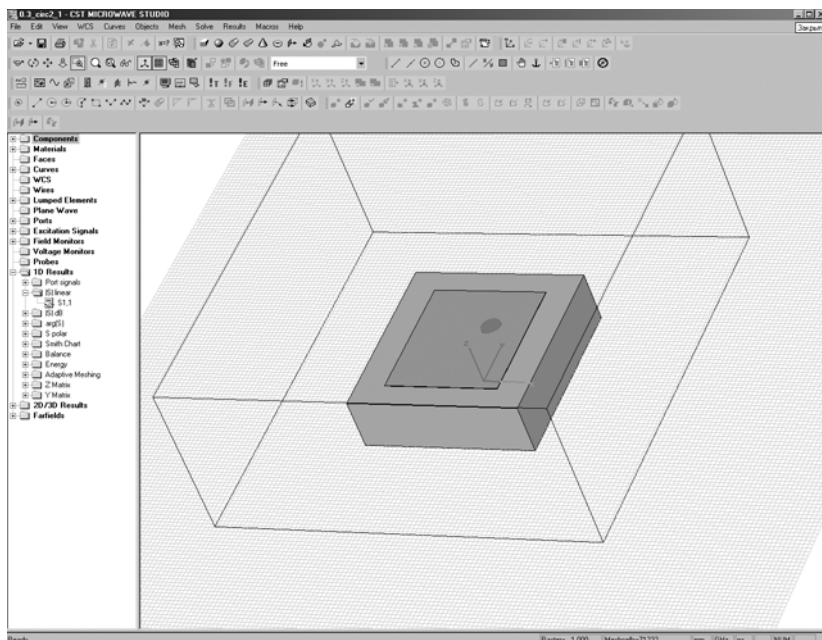 0.3_circ2_1 - CST MICROWAVE STUDIO
File Edit View WCS Curves Objects Mesh Solve Results Macros Help
Закрыть
Free
Components
Materials
Faces
Curves
WCS
Wires
Lumped Elements
Plane Wave
Ports
Excitation Signals
Field Monitors
Voltage Monitors
Probes
1D Results
Port signals
|S| linear
S1,1
|S| dB
arg(S)
S polar
Smith Chart
Balance
Energy
Adaptive Meshing
Z Matrix
Y Matrix
2D/3D Results
Farfields
Ready